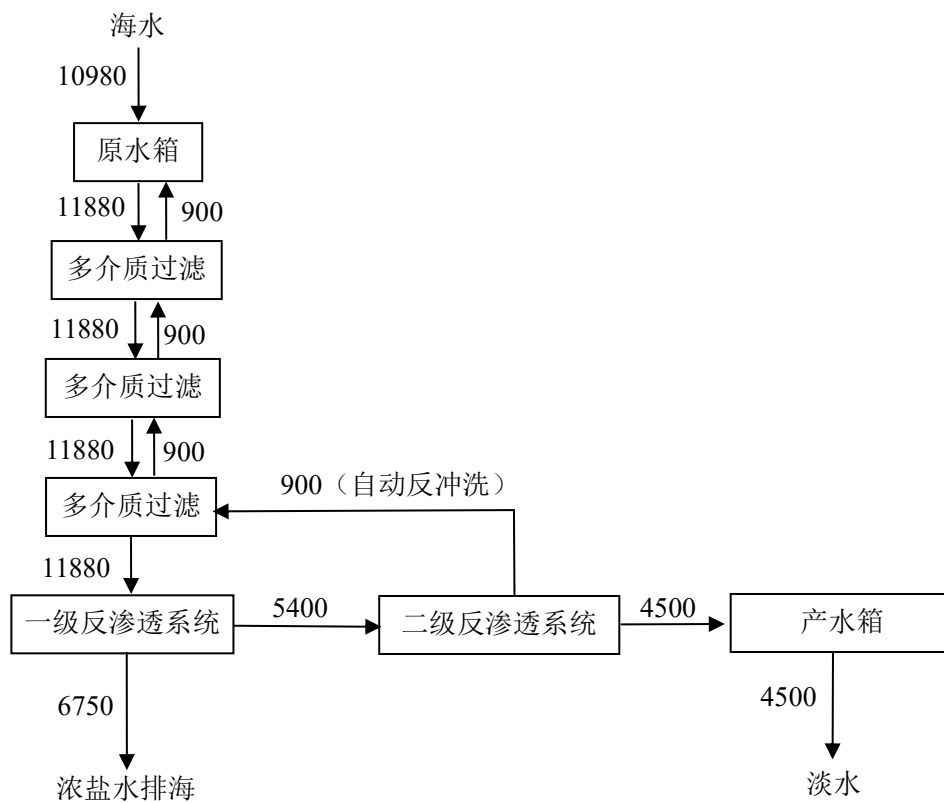 海水
10980
原水箱
11880
900
多介质过滤
11880
900
多介质过滤
11880
900
900（自动反冲洗）
多介质过滤
11880
一级反渗透系统
5400
二级反渗透系统
4500
产水箱
6750
4500
浓盐水排海
淡水